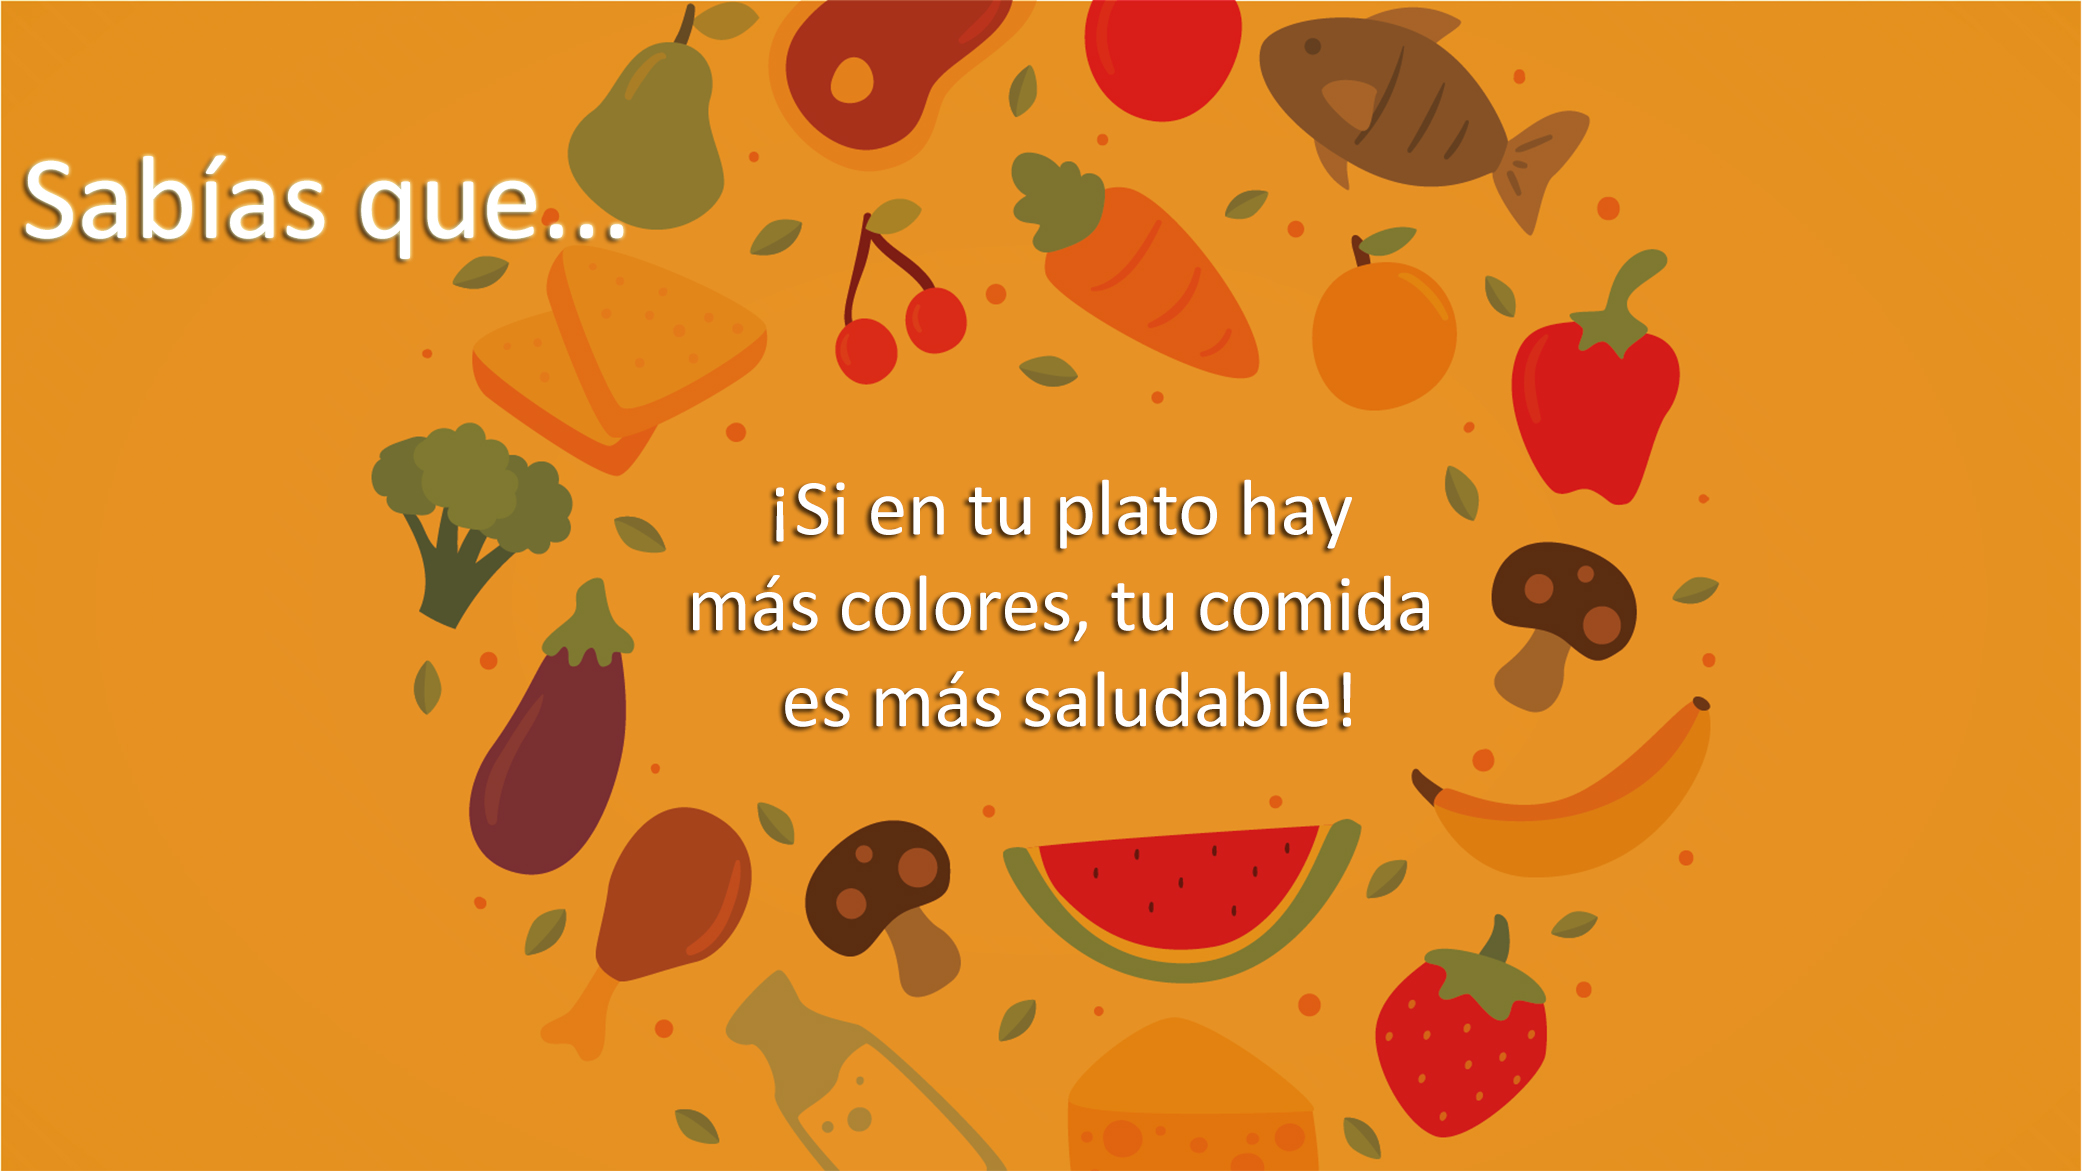 Sabías que...
¡Si en tu plato hay
más colores, tu comida
es más saludable!